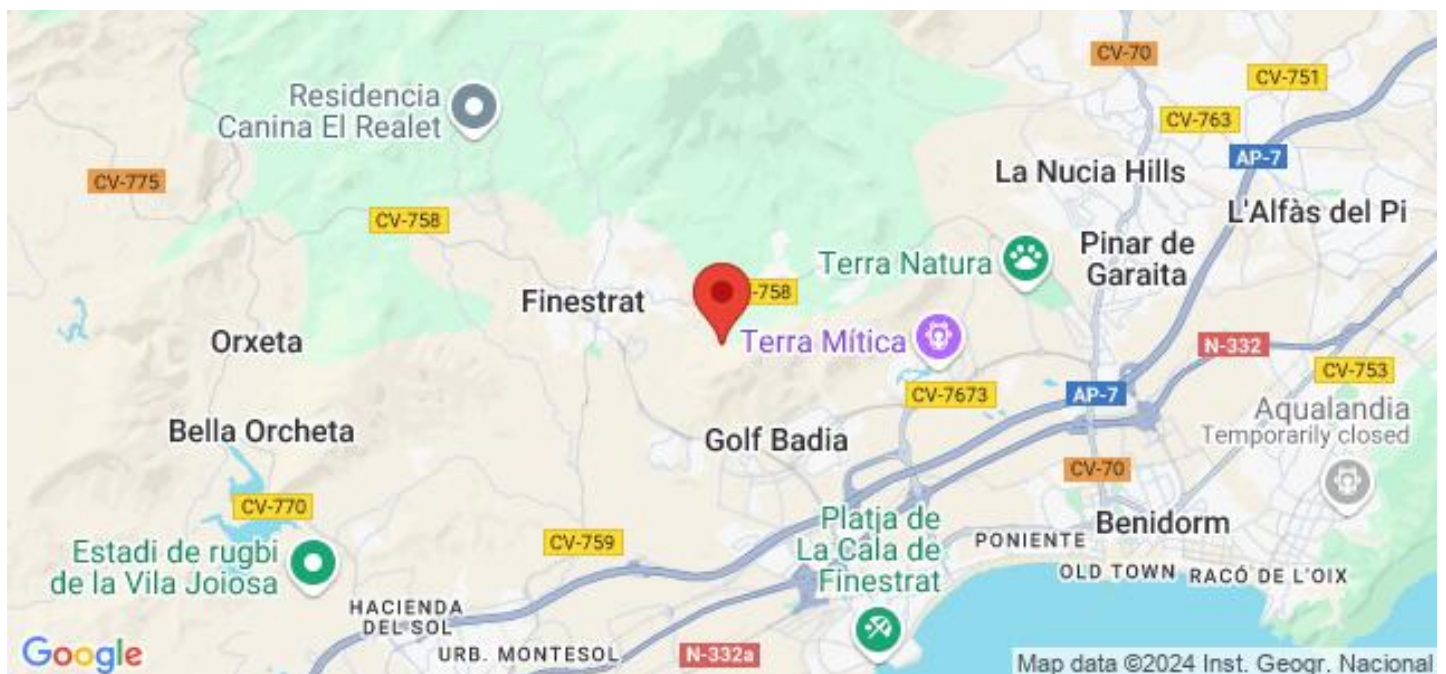 CV-70
CV-751
Residencia
Canina El Realet
CV-763
AP-7
La Nucia Hills
CV-775
CV-758
L'Alfàs del Pi
Pinar de
Garaita
Terra Natura
-758
Finestrat
Orxeta
Terra Mítica
N-332
CV-753
CV-7673
AP-7
Aqualandia
Temporarily closed
Bella Orcheta
Golf Badia
CV-70
CV-770
Benidorm
Platja de
La Cala de
Finestrat
PONIENTE
CV-759
Estadi de rugbi
de la Vila Joiosa
OLD TOWN
RACÓ DE L'OIX
HACIENDA
DEL SOL
URB. MONTESOL
N-332a
Google
Map data ©2024 Inst. Geogr. Nacional